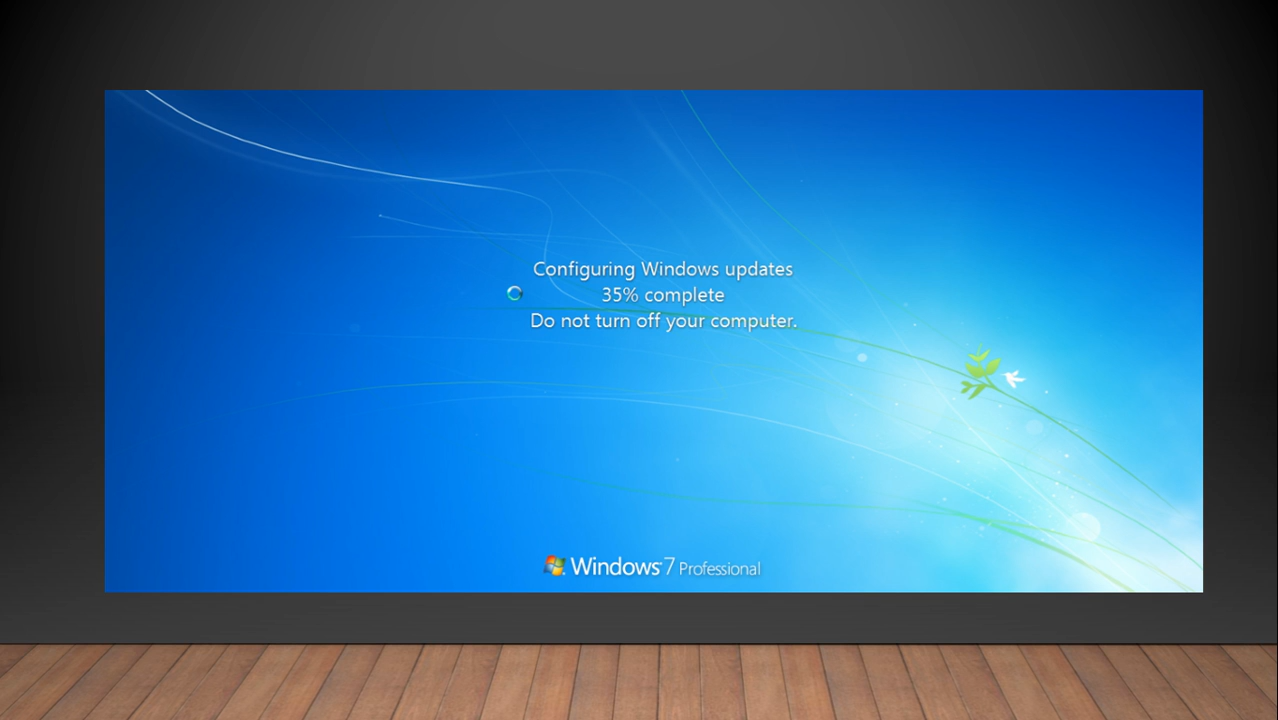 Configuring Windows updates
35% complete
Do not turn off your computer.
Windows 7 Professional